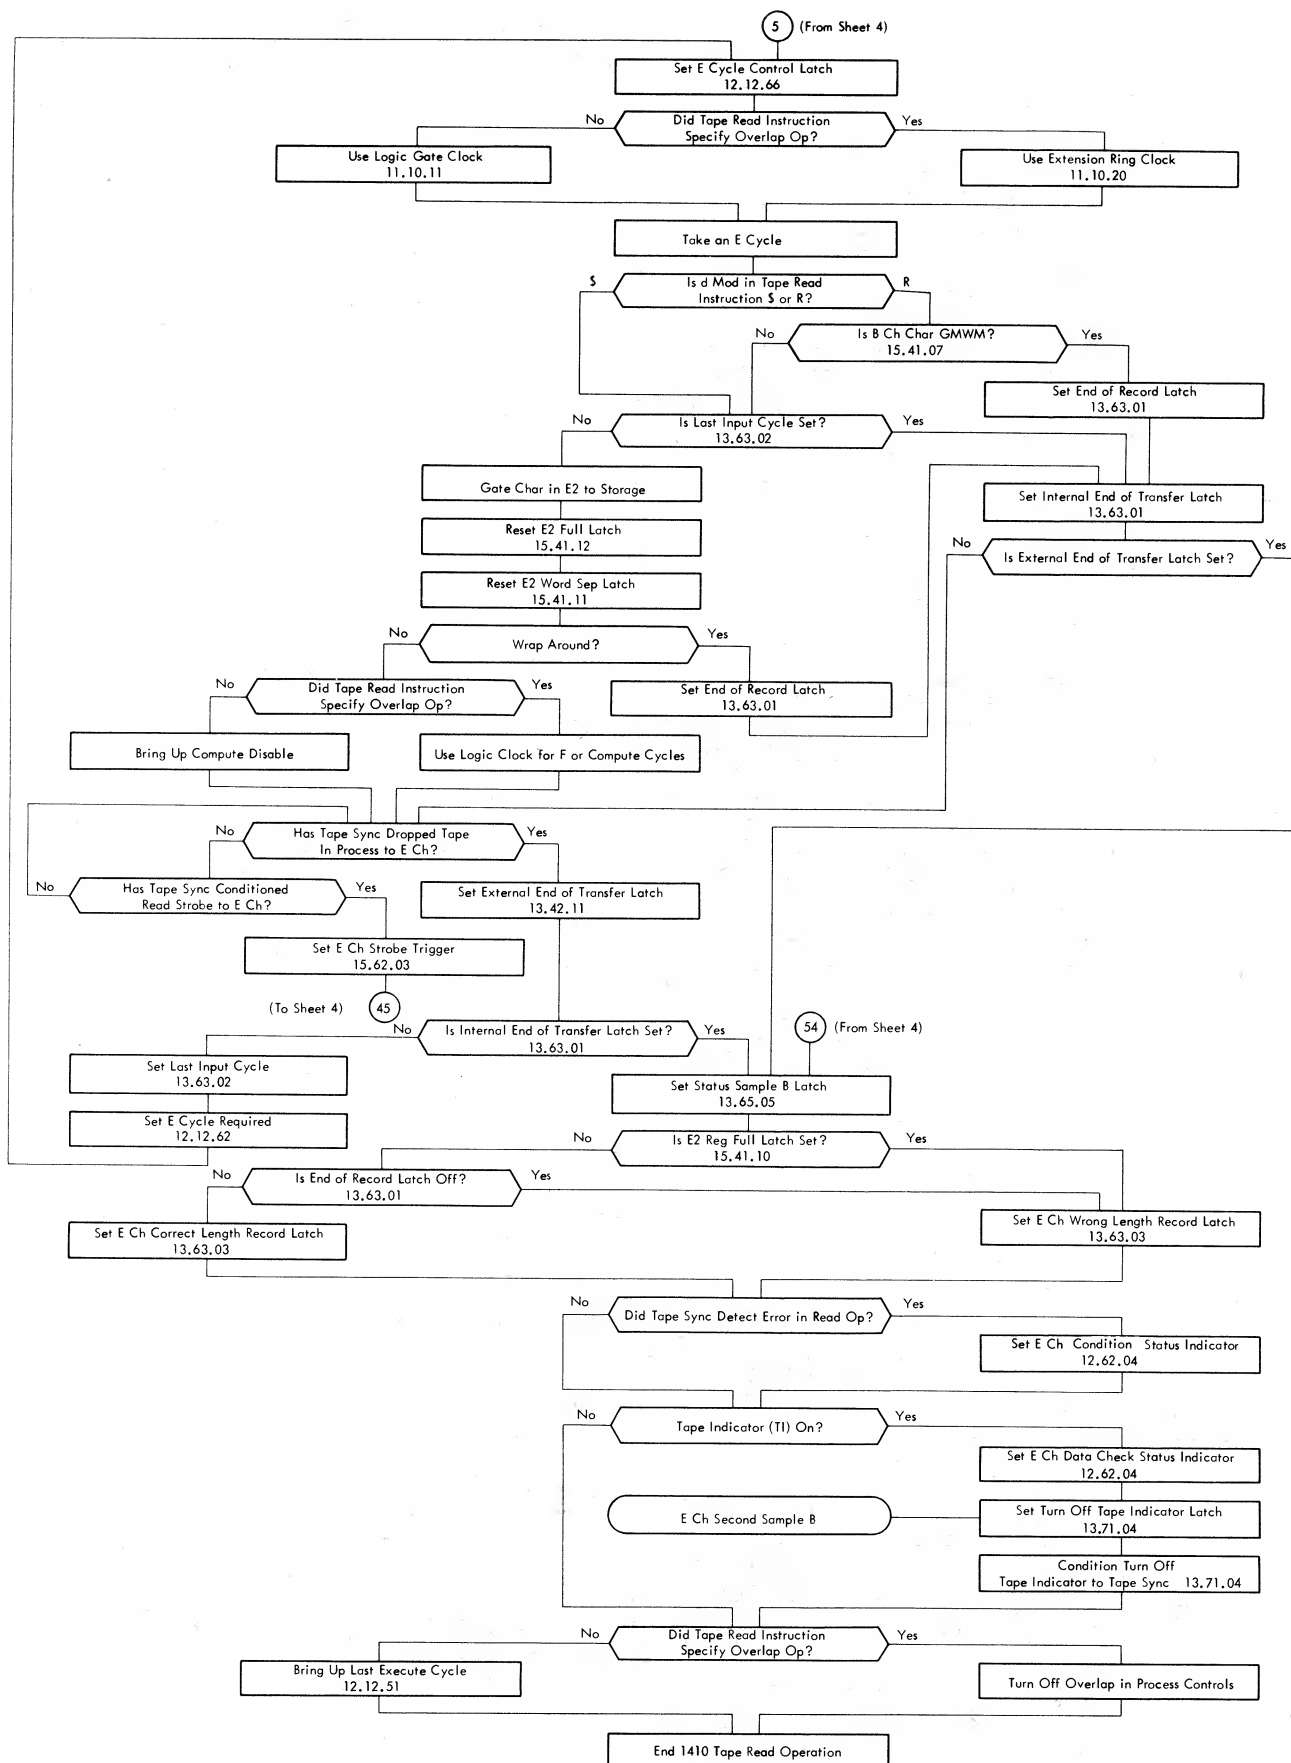 5 (From Sheet 4)
Set E Cycle Control Latch
12.12.66
No
Did Tape Read Instruction
Specify Overlap Op?
Yes
Use Logic Gate Clock
11.10.11
Use Extension Ring Clock
11.10.20
Take an E Cycle
$
Is d Mod in Tape Read
Instruction $ or R?
R
No
Is B Ch Char GMWM?
15.41.07
Yes
Set End of Record Latch
13.63.01
No
Is Last Input Cycle Set?
13.63.02
Yes
Gate Char in E2 to Storage
Set Internal End of Transfer Latch
13.63.01
Reset E2 Full Latch
15.41.12
No
Is External End of Transfer Latch Set?
Yes
Reset E2 Word Sep Latch
15.41.11
No
Wrap Around?
Yes
No
Did Tape Read Instruction
Specify Overlap Op?
Yes
Set End of Record Latch
13.63.01
Bring Up Compute Disable
Use Logic Clock for F or Compute Cycles
No
Has Tape Sync Dropped Tape
In Process to E Ch?
Yes
No
Has Tape Sync Conditioned
Read Strobe to E Ch?
Yes
Set External End of Transfer Latch
13.42.11
Set E Ch Strobe Trigger
15.62.03
(To Sheet 4) 45
No
Is Internal End of Transfer Latch Set?
13.63.01
Yes
54 (From Sheet 4)
Set Last Input Cycle
13.63.02
Set Status Sample B Latch
13.65.05
Set E Cycle Required
12.12.62
No
Is E2 Reg Full Latch Set?
15.41.10
Yes
No
Is End of Record Latch Off?
13.63.01
Yes
Set E Ch Correct Length Record Latch
13.63.03
Set E Ch Wrong Length Record Latch
13.63.03
No
Did Tape Sync Detect Error in Read Op?
Yes
Set E Ch Condition Status Indicator
12.62.04
No
Tape Indicator (TI) On?
Yes
Set E Ch Data Check Status Indicator
12.62.04
E Ch Second Sample B
Set Turn Off Tape Indicator Latch
13.71.04
Condition Turn Off
Tape Indicator to Tape Sync 13.71.04
No
Did Tape Read Instruction
Specify Overlap Op?
Yes
Bring Up Last Execute Cycle
12.12.51
Turn Off Overlap in Process Controls
End 1410 Tape Read Operation